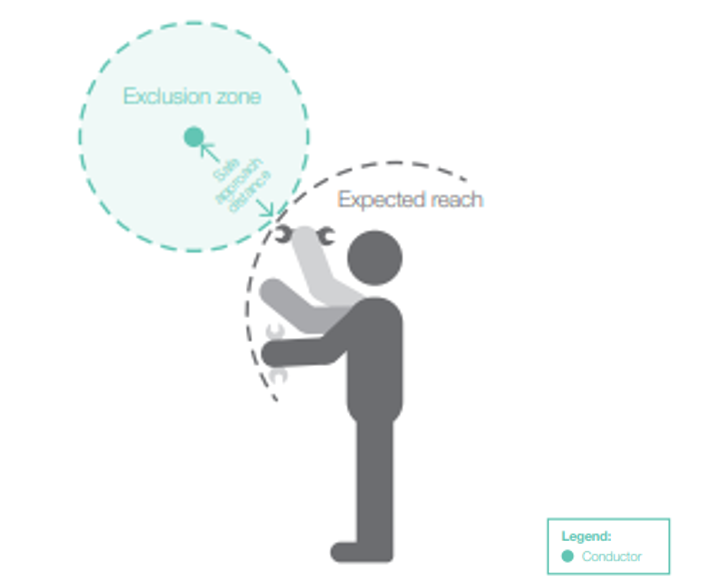 Exclusion zone
Safe
approach
distance
Expected reach
Legend:
Conductor